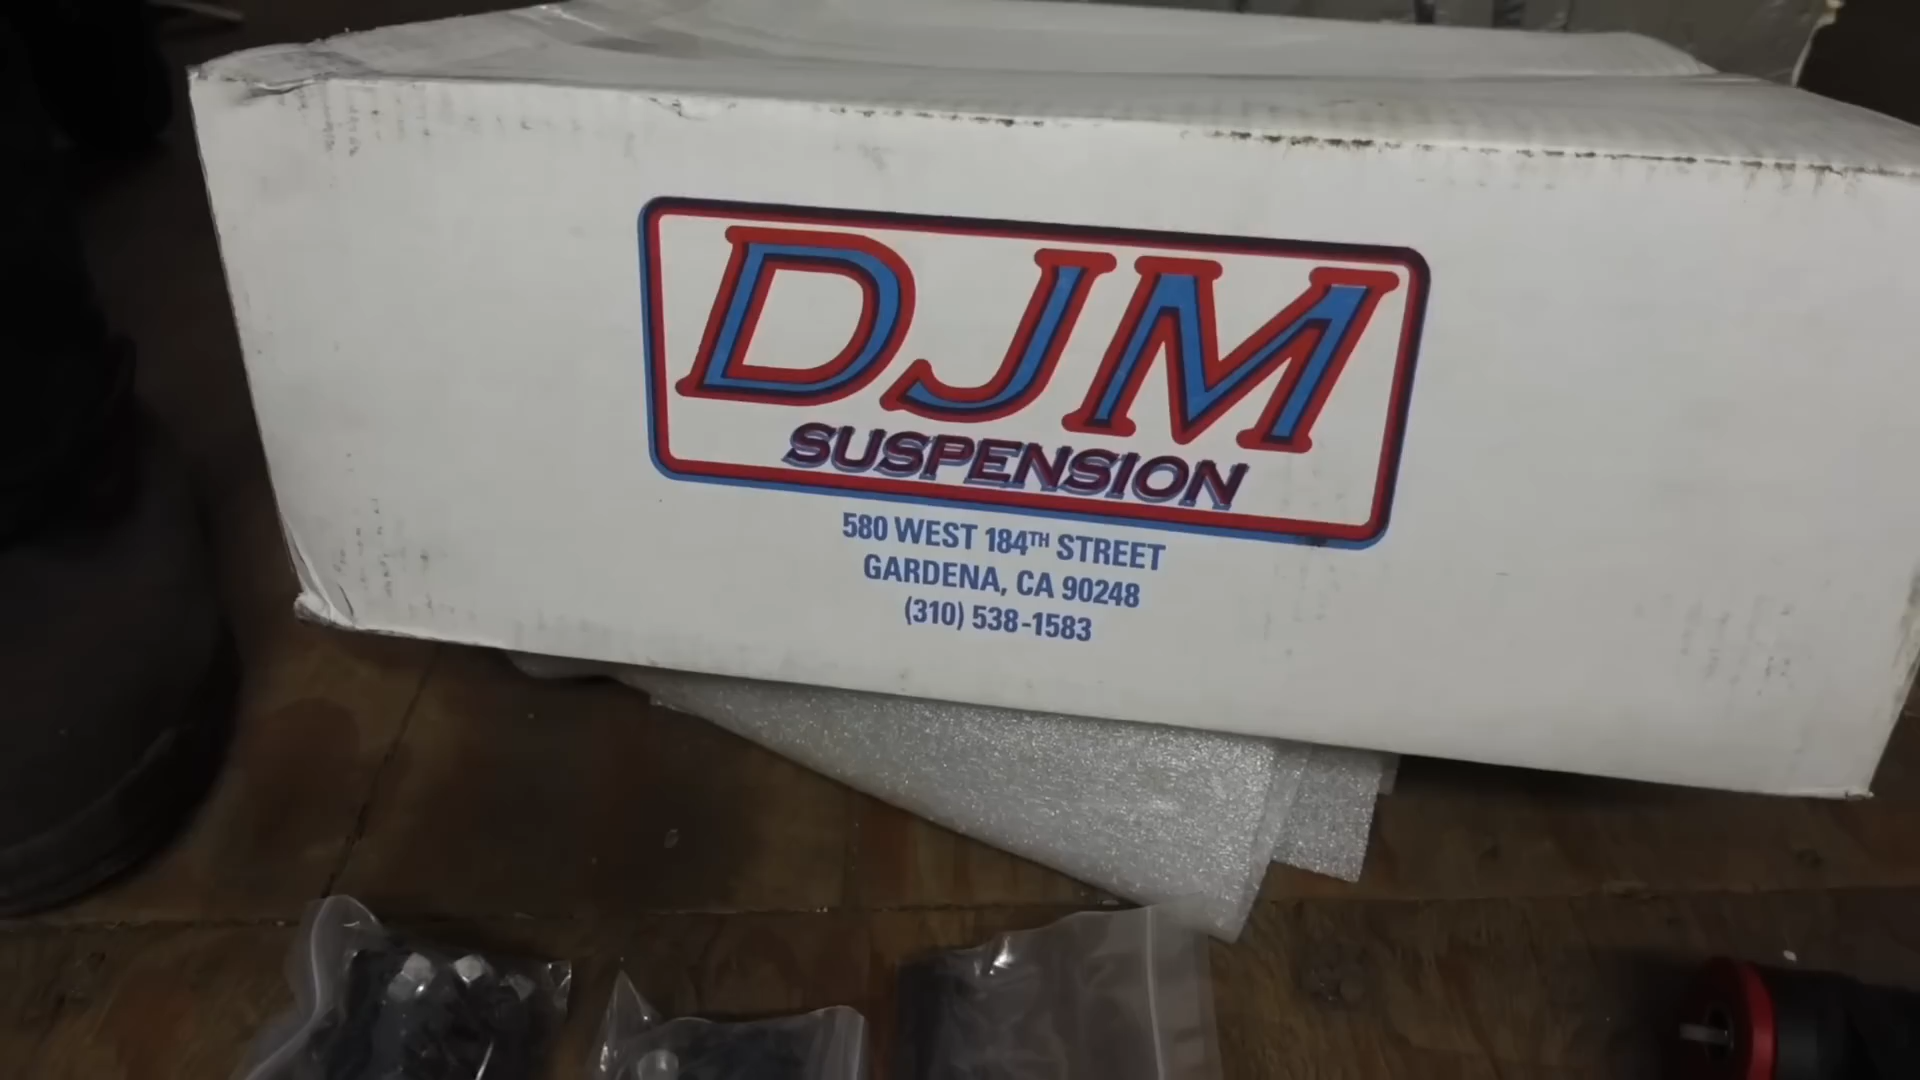 DJM
SUSPENSION
580 WEST 184TH STREET
GARDENA, CA 90248
(310) 538-1583